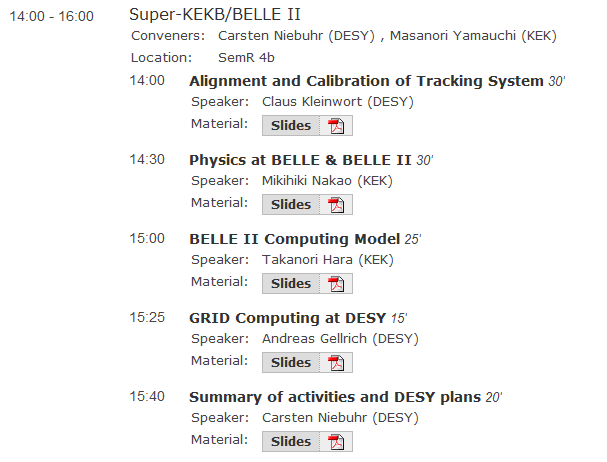 14:00 - 16:00 Super-KEKB/BELLE II
Conveners: Carsten Niebuhr (DESY) , Masanori Yamauchi (KEK)
Location: SemR 4b
14:00 Alignment and Calibration of Tracking System 30'
Speaker: Claus Kleinwort (DESY)
Material: Slides
14:30 Physics at BELLE & BELLE II 30'
Speaker: Mikihiki Nakao (KEK)
Material: Slides
15:00 BELLE II Computing Model 25'
Speaker: Takanori Hara (KEK)
Material: Slides
15:25 GRID Computing at DESY 15'
Speaker: Andreas Gellrich (DESY)
Material: Slides
15:40 Summary of activities and DESY plans 20'
Speaker: Carsten Niebuhr (DESY)
Material: Slides